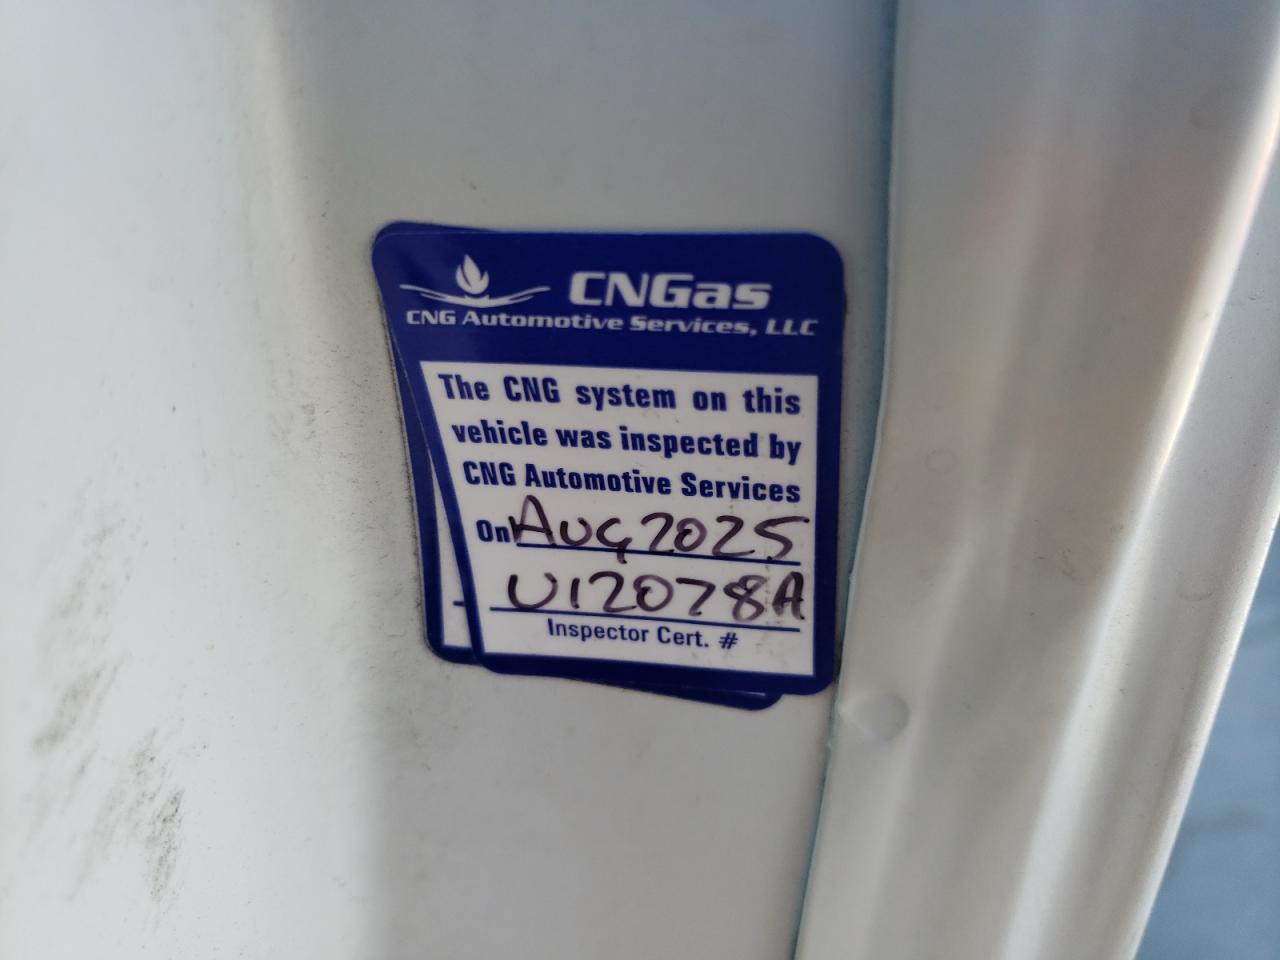 CNGas
CNG Automotive Services, LLC
The CNG system on this
vehicle was inspected by
CNG Automotive Services
On AUG 2025
U12078A
Inspector Cert. #